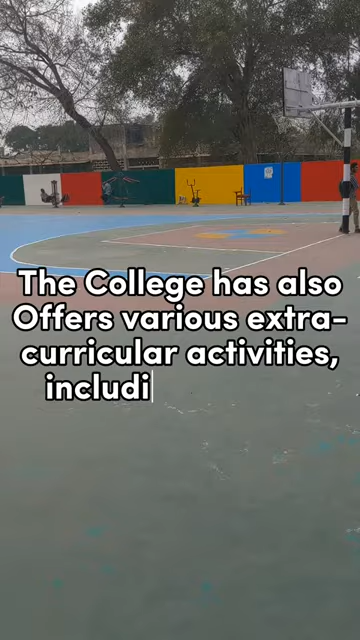 The College has also
Offers various extra-
curricular activities,
includi